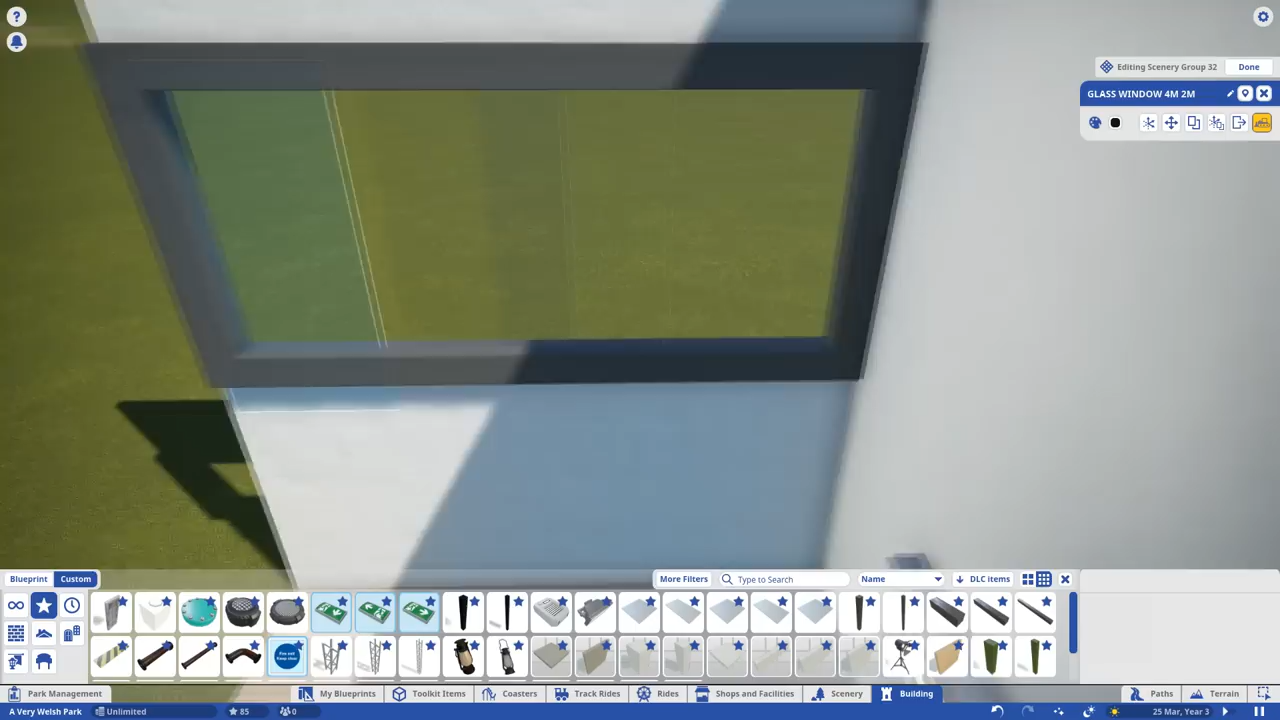 ?
Editing Scenery Group 32 Done
GLASS WINDOW 4M 2M
Blueprint Custom More Filters Type to Search Name DLC items
Park Management My Blueprints Toolkit Items Coasters Track Rides Rides Shops and Facilities Scenery Building Paths Terrain
A Very Welsh Park Unlimited 85 0 25 Mar, Year 3